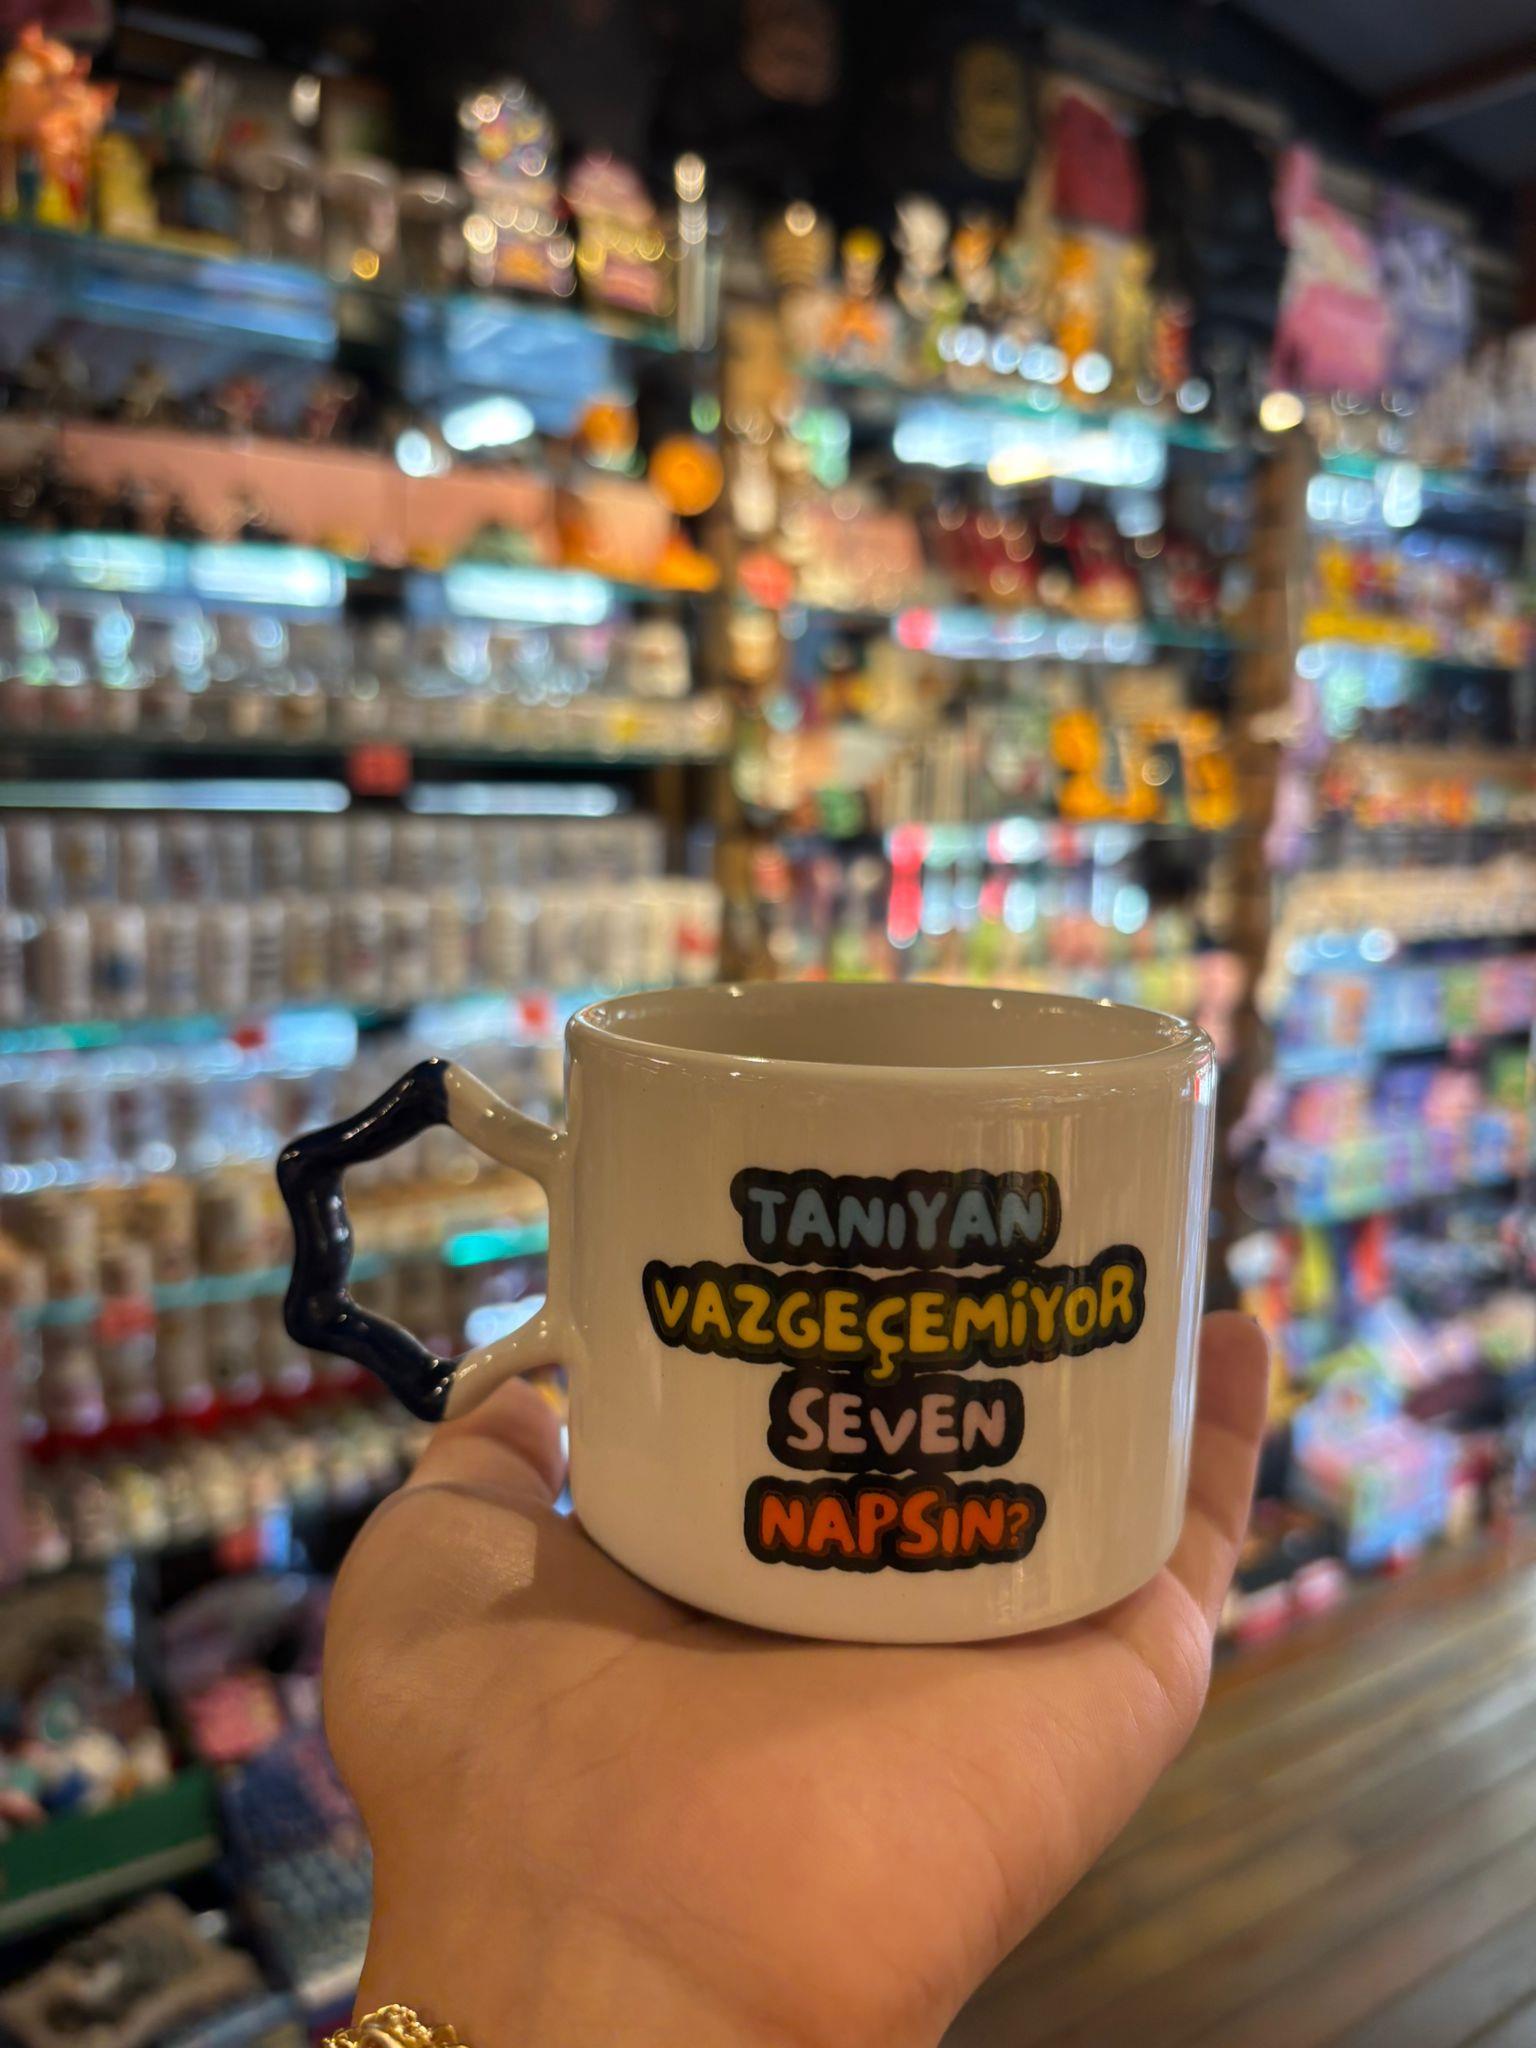 TANIYAN
VAZGEÇEMİYOR
SEVEN
NAPSIN?